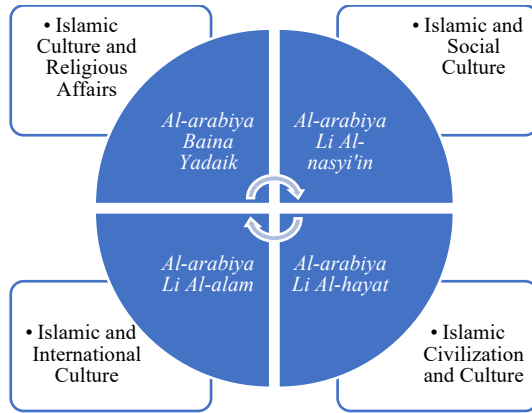 • Islamic
Culture and
Religious
Affairs
• Islamic
and
Social
Culture
Al-arabiya
Baina
Yadaik
Al-arabiya
Li Al-
nasyi'in
Al-arabiya
Li Al-alam
Al-arabiya
Li Al-hayat
• Islamic and
International
Culture
• Islamic
Civilization
and Culture